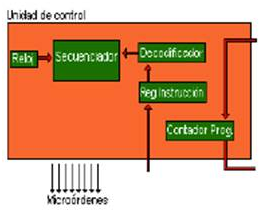 Unidad de control
Reloj
Secuenciador
Decodificador
Reg.Instrucción
Contador Prog.
Microórdenes